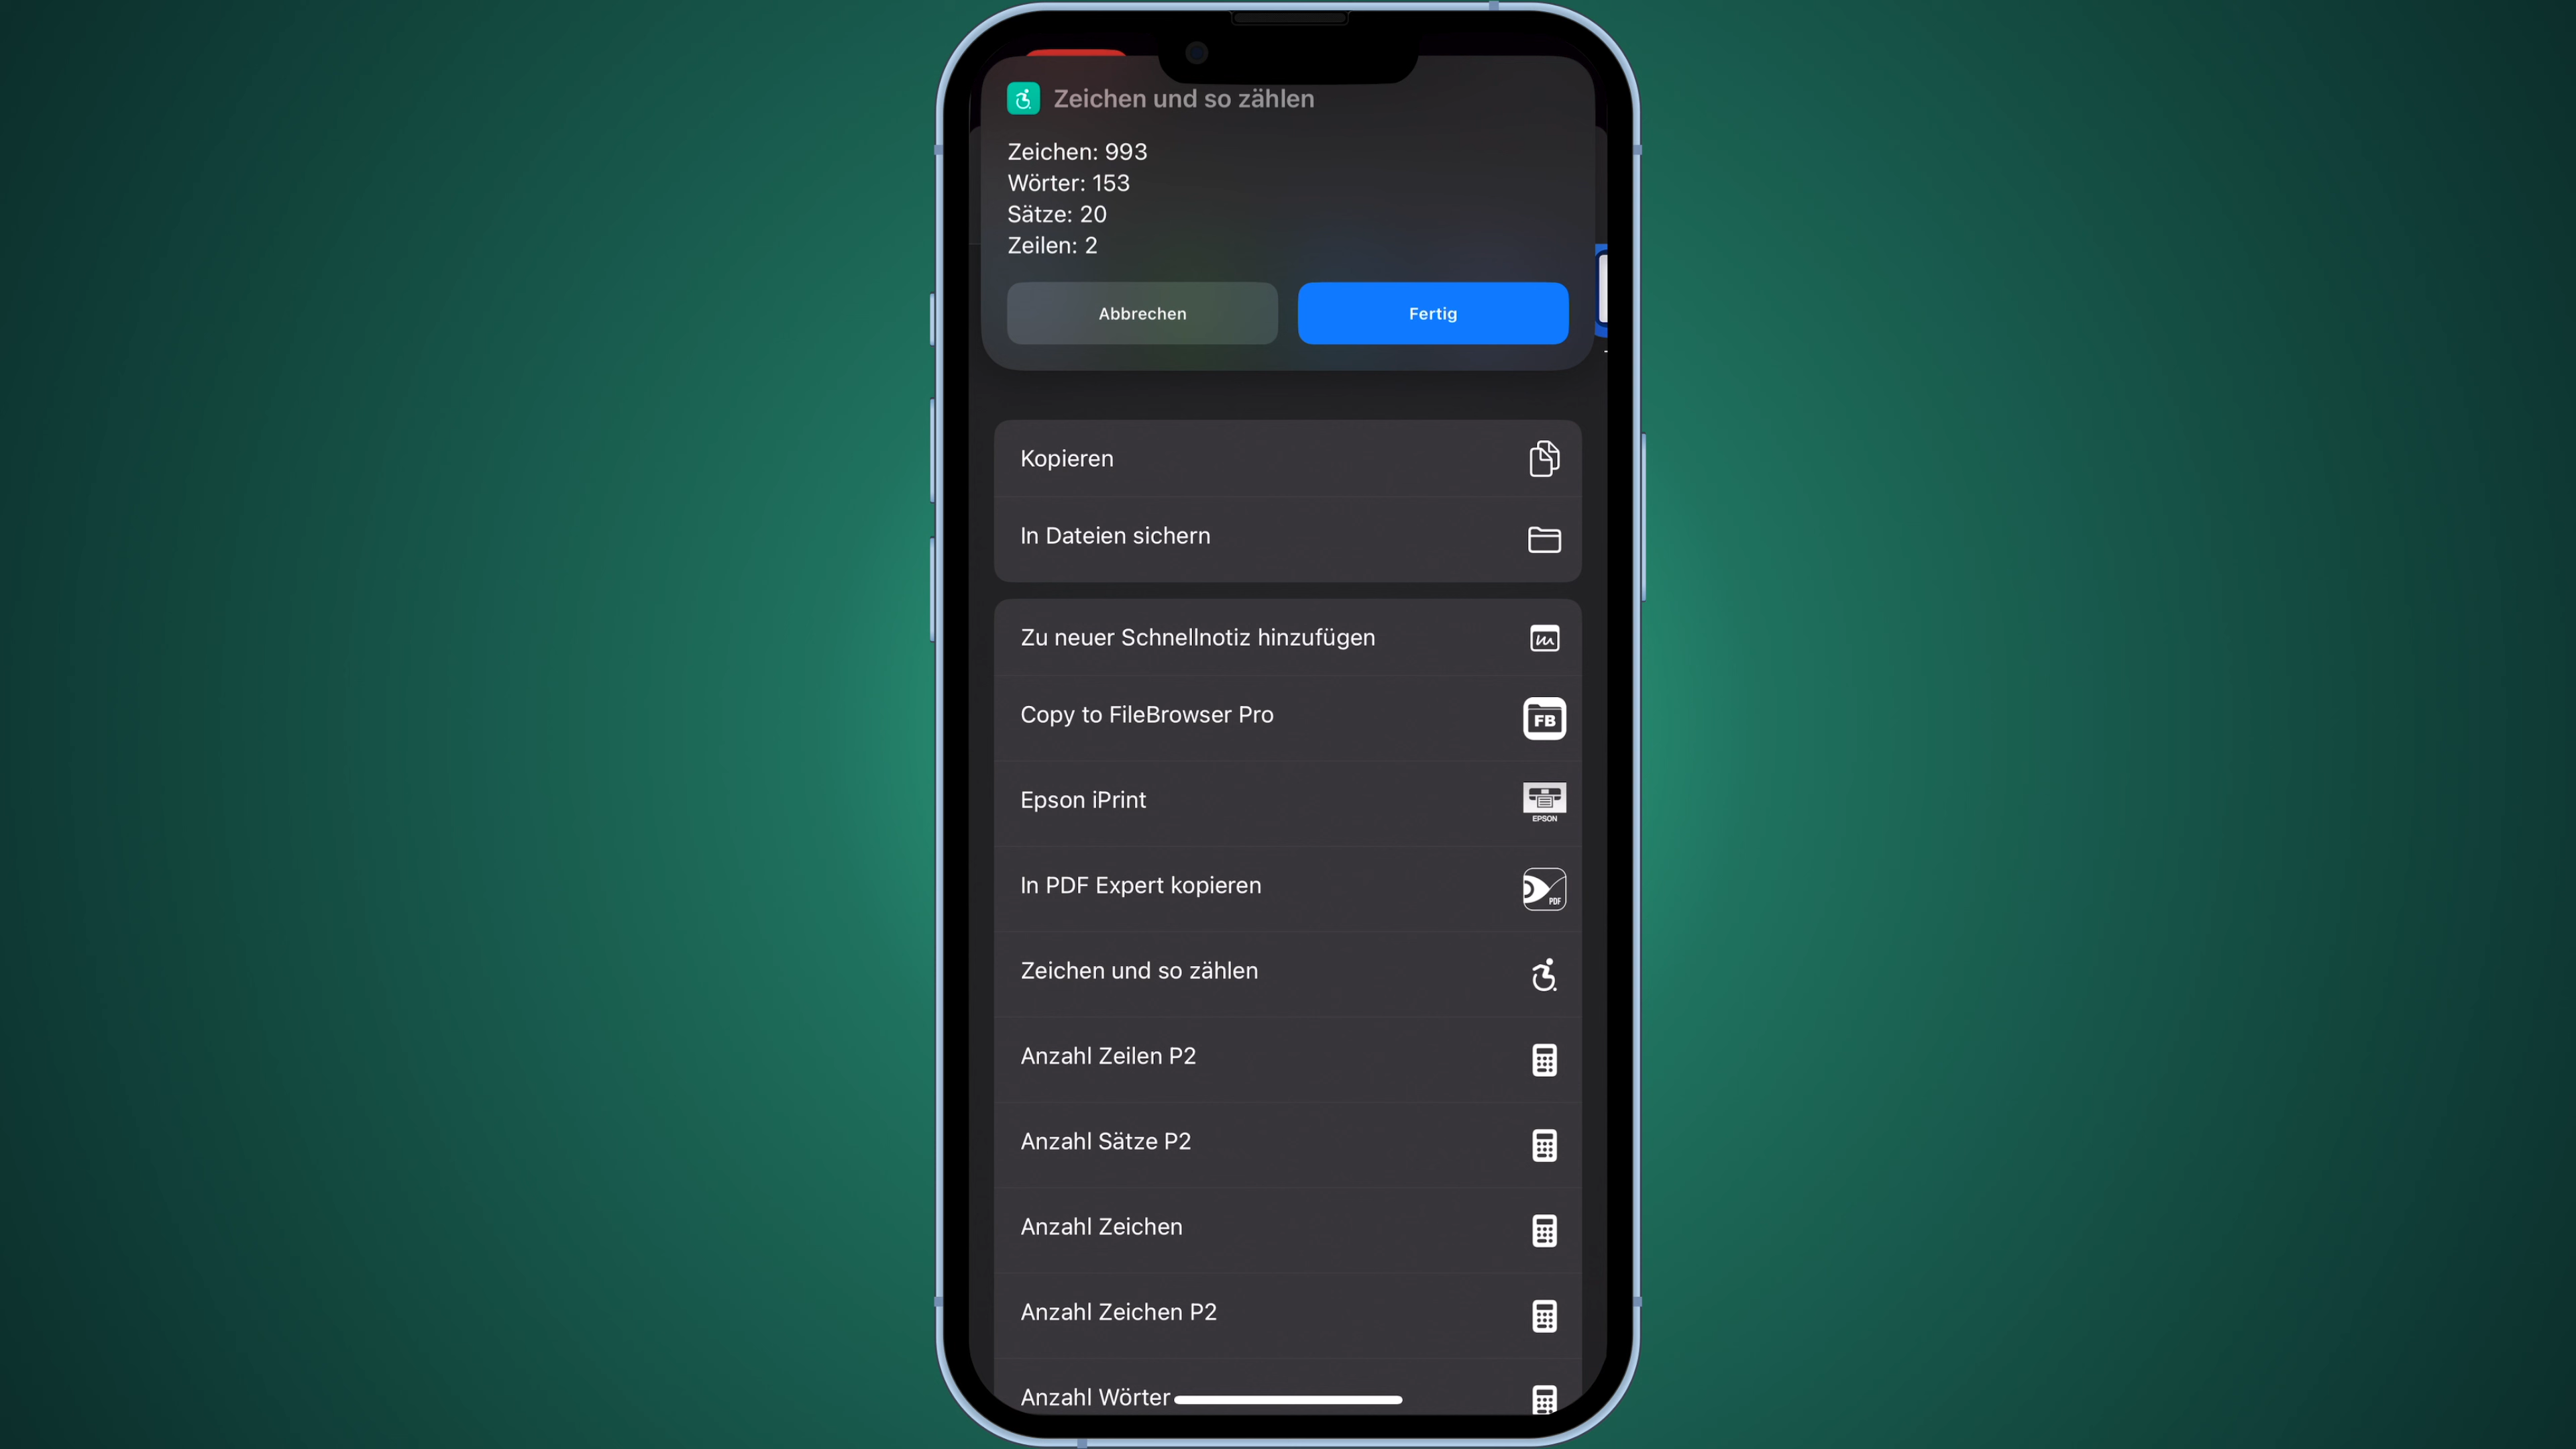 Zeichen und so zählen
Zeichen: 993
Wörter: 153
Sätze: 20
Zeilen: 2
Abbrechen
Fertig
Kopieren
In Dateien sichern
Zu neuer Schnellnotiz hinzufügen
Copy to FileBrowser Pro
FB
Epson iPrint
EPSON
In PDF Expert kopieren
PDF
Zeichen und so zählen
Anzahl Zeilen P2
Anzahl Sätze P2
Anzahl Zeichen
Anzahl Zeichen P2
Anzahl Wörter